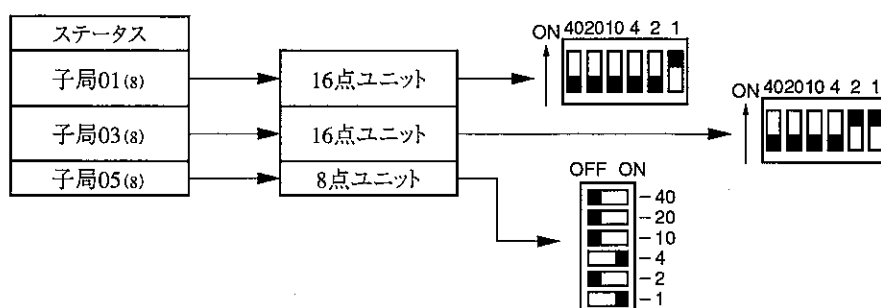 ステータス
子局01(8)
子局03(8)
子局05(8)
16点ユニット
16点ユニット
8点ユニット
ON 40 20 10 4 2 1
ON 40 20 10 4 2 1
OFF ON
-40
-20
-10
-4
-2
-1